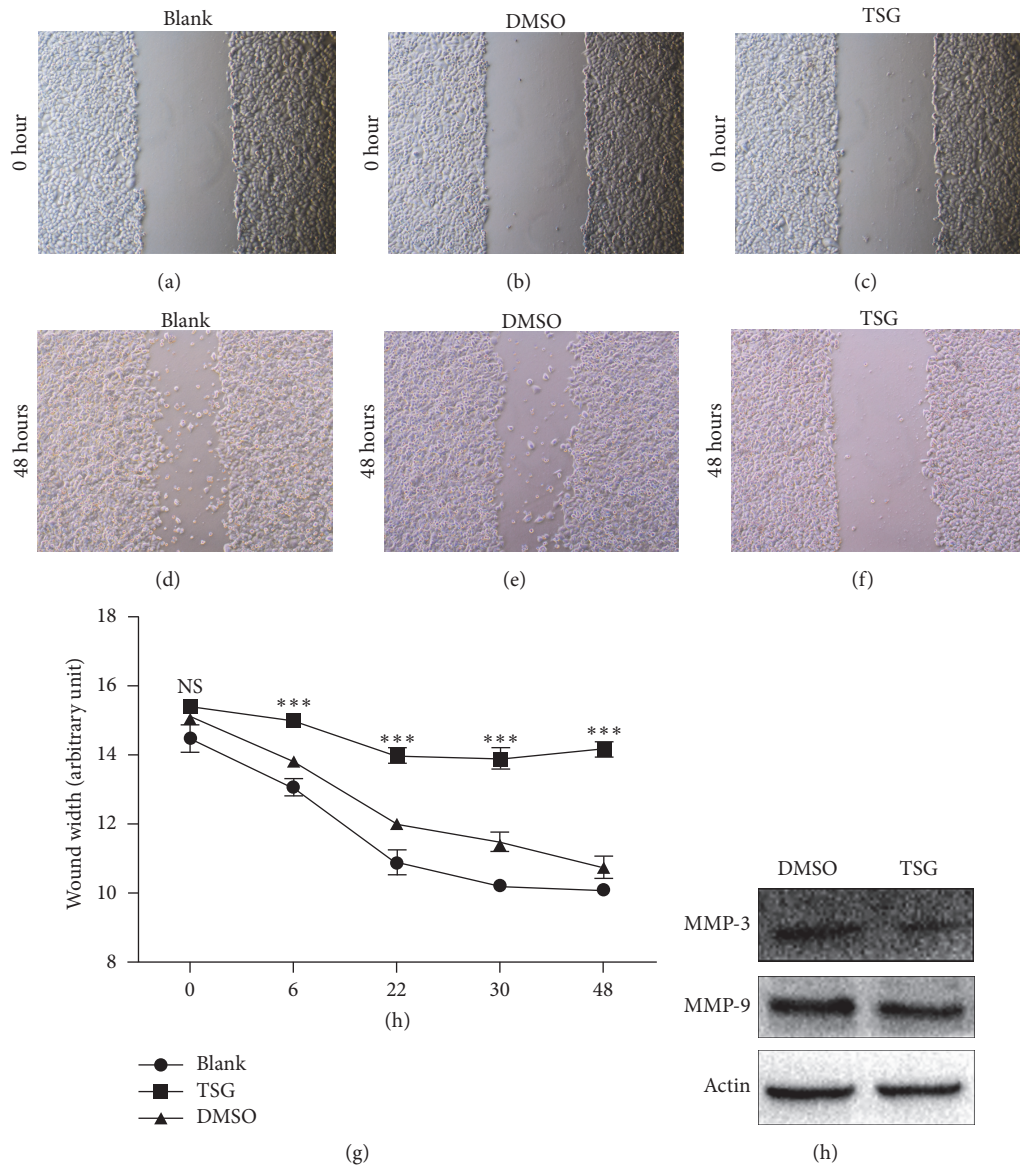 Blank
DMSO
TSG
0 hour
0 hour
0 hour
(a)
(b)
(c)
Blank
DMSO
TSG
48 hours
48 hours
48 hours
(d)
(e)
(f)
18
16
14
12
10
8
Wound width (arbitrary unit)
NS
***
***
***
***
0 6 22 30 48
(h)
Blank
TSG
DMSO
(g)
DMSO TSG
MMP-3
MMP-9
Actin
(h)